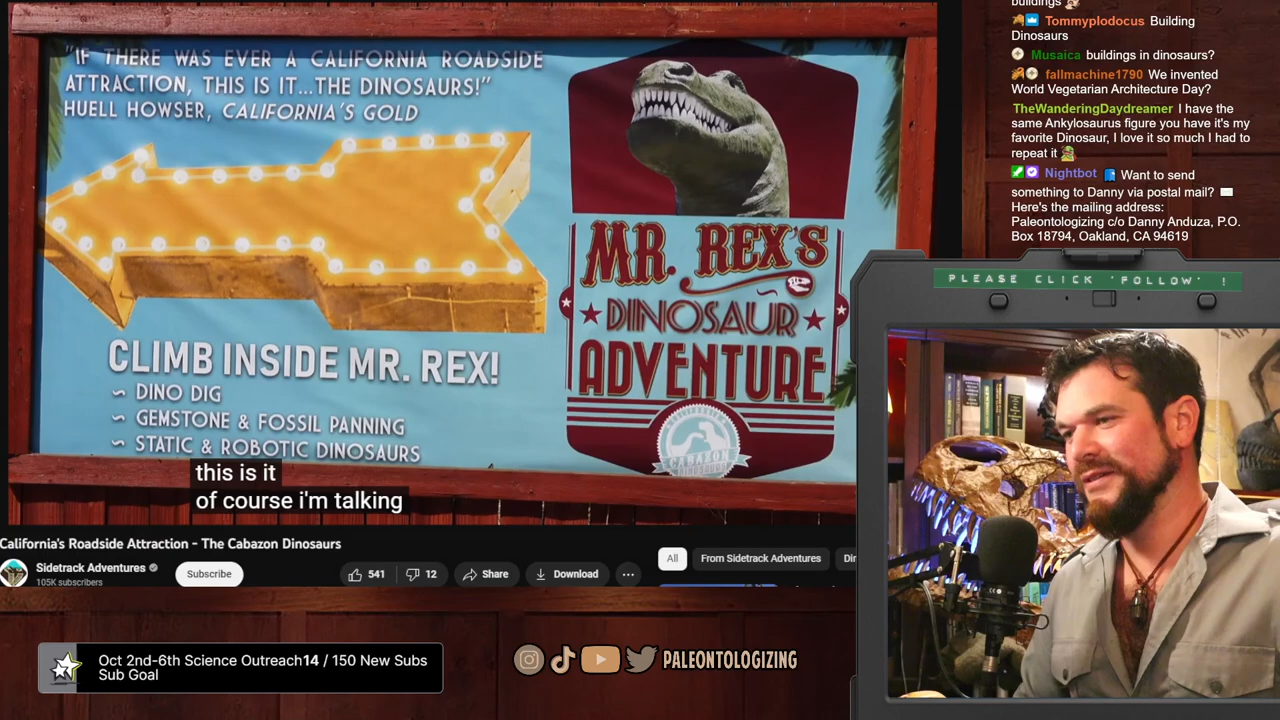 "IF THERE WAS EVER A CALIFORNIA ROADSIDE
ATTRACTION, THIS IS IT...THE DINOSAURS!"
HUELL HOWSER, CALIFORNIA'S GOLD
CLIMB INSIDE MR. REX!
~ DINO DIG
~ GEMSTONE & FOSSIL PANNING
~ STATIC & ROBOTIC DINOSAURS
MR. REX'S
DINOSAUR
ADVENTURE
CABAZON
DINOSAURS
this is it
of course i'm talking
California's Roadside Attraction - The Cabazon Dinosaurs
Sidetrack Adventures
105K subscribers
Subscribe
541
12
Share
Download
All
From Sidetrack Adventures
buildings
Tommyplodocus Building
Dinosaurs
Musaica buildings in dinosaurs?
fallmachine1790 We invented
World Vegetarian Architecture Day?
TheWanderingDaydreamer I have the
same Ankylosaurus figure you have it's my
favorite Dinosaur, I love it so much I had to
repeat it
Nightbot Want to send
something to Danny via postal mail?
Here's the mailing address:
Paleontologizing c/o Danny Anduza, P.O.
Box 18794, Oakland, CA 94619
PLEASE CLICK 'FOLLOW' !
Oct 2nd-6th Science Outreach 14 / 150 New Subs
Sub Goal
PALEONTOLOGIZING